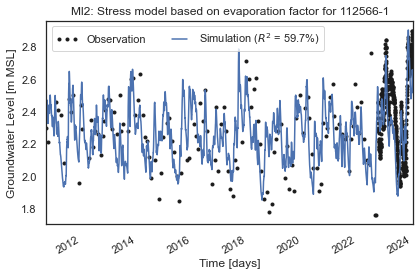 MI2: Stress model based on evaporation factor for 112566-1
Observation
Simulation (R² = 59.7%)
Groundwater Level [m MSL]
2.8
2.6
2.4
2.2
2.0
1.8
2012
2014
2016
2018
2020
2022
2024
Time [days]